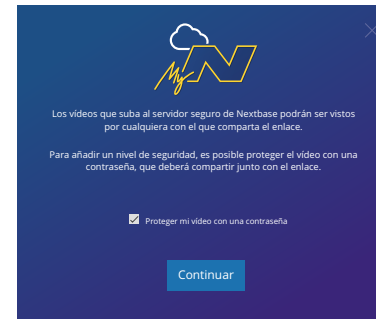 My N
Los vídeos que suba al servidor seguro de Nextbase podrán ser vistos
por cualquiera con el que comparta el enlace.
Para añadir un nivel de seguridad, es posible proteger el vídeo con una
contraseña, que deberá compartir junto con el enlace.
Proteger mi vídeo con una contraseña
Continuar